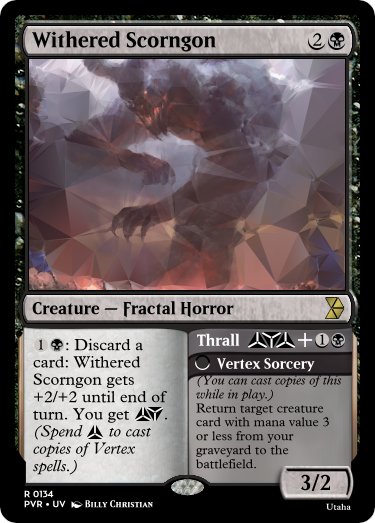 Withered Scorngon 2
Creature — Fractal Horror
1 : Discard a
card: Withered
Scorngon gets
+2/+2 until end of
turn. You get .
(Spend to cast
copies of Vertex
spells.)
Thrall + 1
Vertex Sorcery
(You can cast copies of this
while in play.)
Return target creature
card with mana value 3
or less from your
graveyard to the
battlefield.
3/2
R 0134
PVR • UV Billy Christian
Utaha